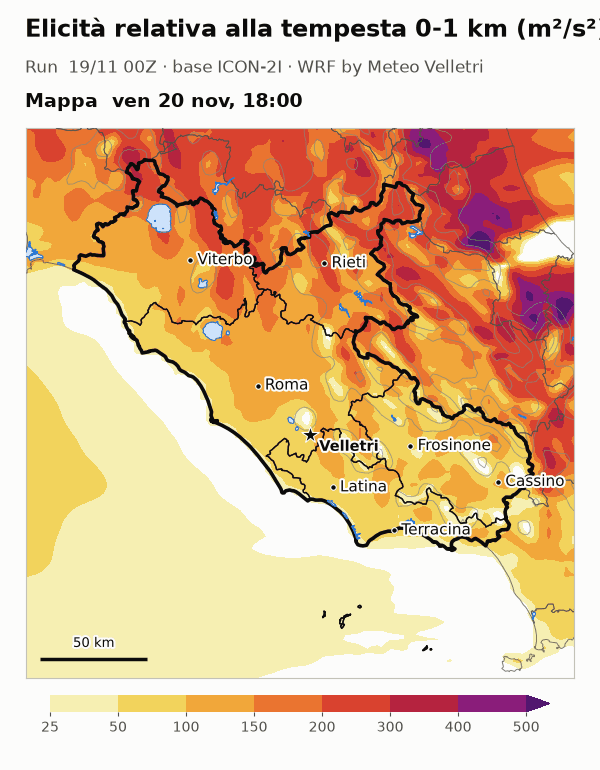 Elicità relativa alla tempesta 0-1 km (m²/s²)
Run 19/11 00Z · base ICON-2I · WRF by Meteo Velletri
Mappa ven 20 nov, 18:00
Viterbo
Rieti
Roma
Velletri
Frosinone
Cassino
Latina
Terracina
50 km
25 50 100 150 200 300 400 500